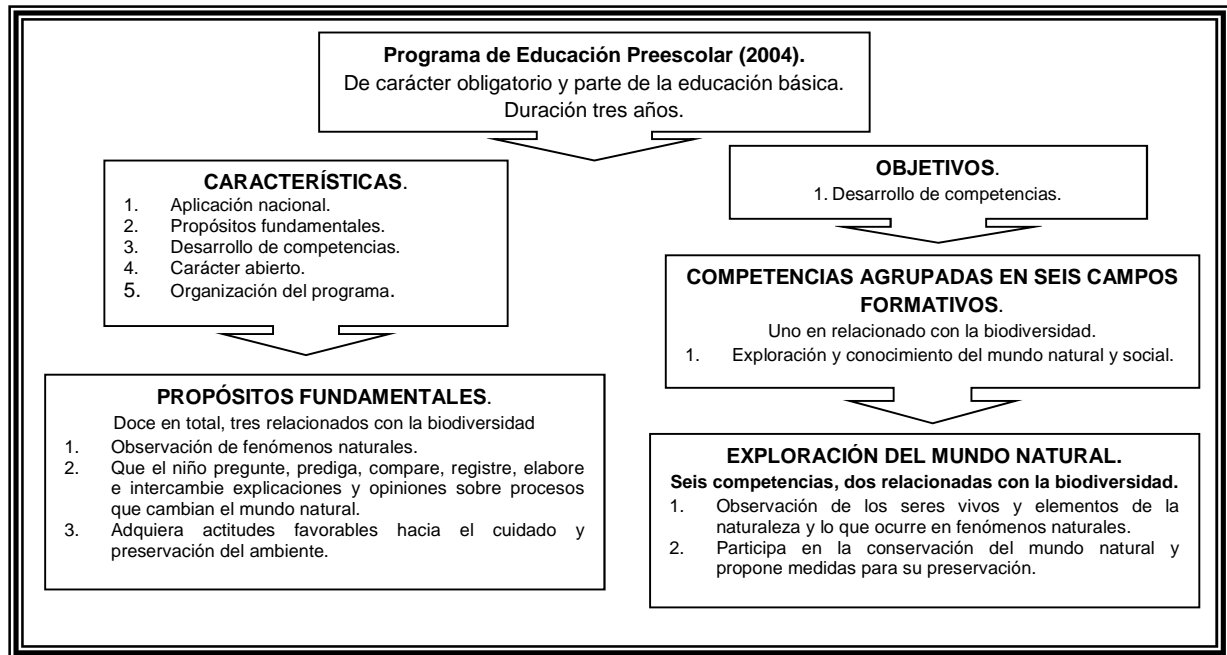 Programa de Educación Preescolar (2004).
De carácter obligatorio y parte de la educación básica.
Duración tres años.
CARACTERÍSTICAS.
1. Aplicación nacional.
2. Propósitos fundamentales.
3. Desarrollo de competencias.
4. Carácter abierto.
5. Organización del programa.
PROPÓSITOS FUNDAMENTALES.
Doce en total, tres relacionados con la biodiversidad
1. Observación de fenómenos naturales.
2. Que el niño pregunte, prediga, compare, registre, elabore
e intercambie explicaciones y opiniones sobre procesos
que cambian el mundo natural.
3. Adquiera actitudes favorables hacia el cuidado y
preservación del ambiente.
OBJETIVOS.
1. Desarrollo de competencias.
COMPETENCIAS AGRUPADAS EN SEIS CAMPOS
FORMATIVOS.
Uno en relacionado con la biodiversidad.
1. Exploración y conocimiento del mundo natural y social.
EXPLORACIÓN DEL MUNDO NATURAL.
Seis competencias, dos relacionadas con la biodiversidad.
1. Observación de los seres vivos y elementos de la
naturaleza y lo que ocurre en fenómenos naturales.
2. Participa en la conservación del mundo natural y
propone medidas para su preservación.